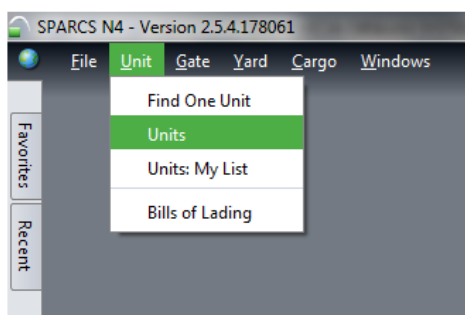 SPARCS N4 - Version 2.5.4.178061
File Unit Gate Yard Cargo Windows
Find One Unit
Units
Units: My List
Bills of Lading
Favorites
Recent